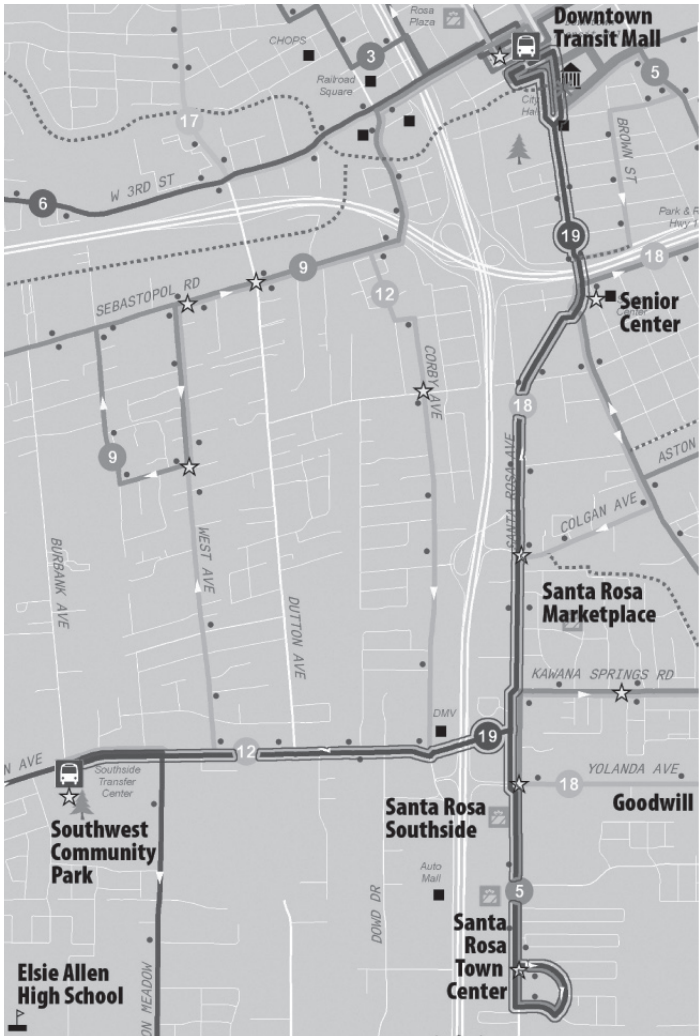 Rosa
Plaza
Downtown
Transit Mall
CHOPS
3
Railroad
Square
5
City
Hall
17
BROWN ST
W 3RD ST
6
19
Park & R
Hwy 1
18
9
SEBASTOPOL RD
12
Senior
Center
CORBY AVE
18
9
SANTA ROSA AVE
ASTON
COLGAN AVE
WEST AVE
BURBANK AVE
DUTTON AVE
Santa Rosa
Marketplace
KAWANA SPRINGS RD
DMV
19
12
N AVE
Southside
Transfer
Center
YOLANDA AVE
18
Goodwill
Santa Rosa
Southside
Southwest
Community
Park
Auto
Mall
5
DOWD DR
Santa
Rosa
Town
Center
Elsie Allen
High School
ON MEADOW